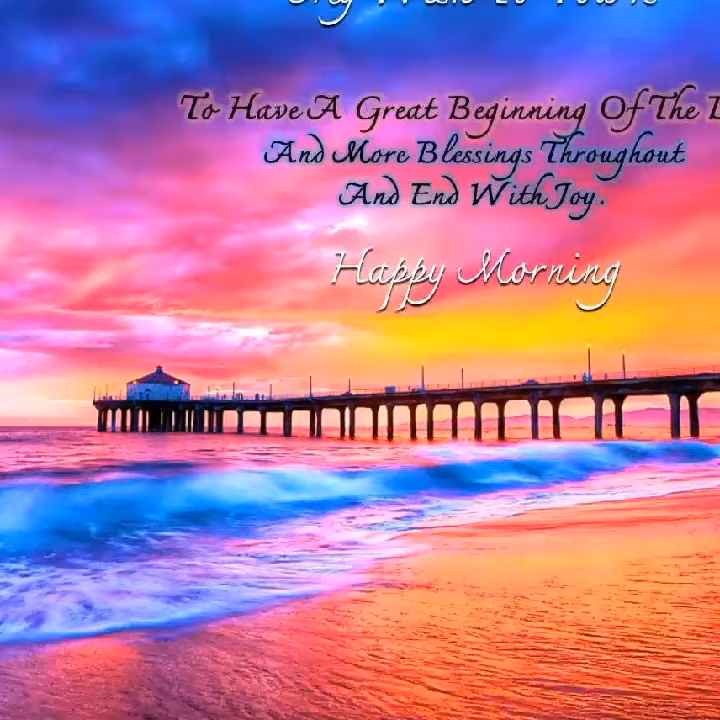 To Have A Great Beginning Of The
And More Blessings Throughout
And End With Joy.
Happy Morning